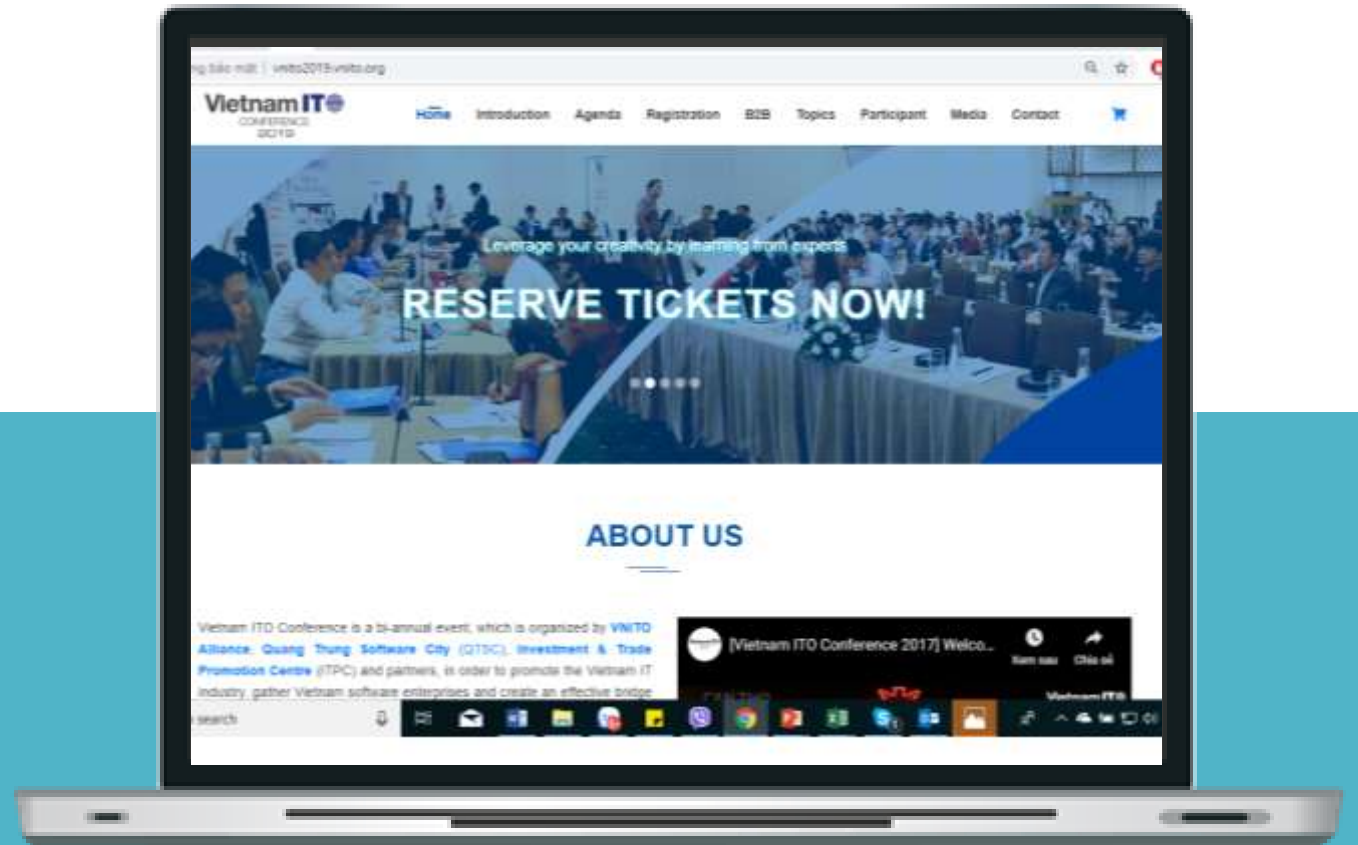 bảo mật | vnito2019.vnito.org
Vietnam IT
CONFERENCE
2019
Home Introduction Agenda Registration B2B Topics Participant Media Contact
Leverage your creativity by learning from experts
RESERVE TICKETS NOW!
ABOUT US
Vietnam ITO Conference is a bi-annual event, which is organized by VNITO
Alliance, Quang Trung Software City (QTSC), Investment & Trade
Promotion Centre (ITPC) and partners, in order to promote the Vietnam IT
industry, gather Vietnam software enterprises and create an effective bridge
[Vietnam ITO Conference 2017] Welco...
Xem sau Chia sẻ
search